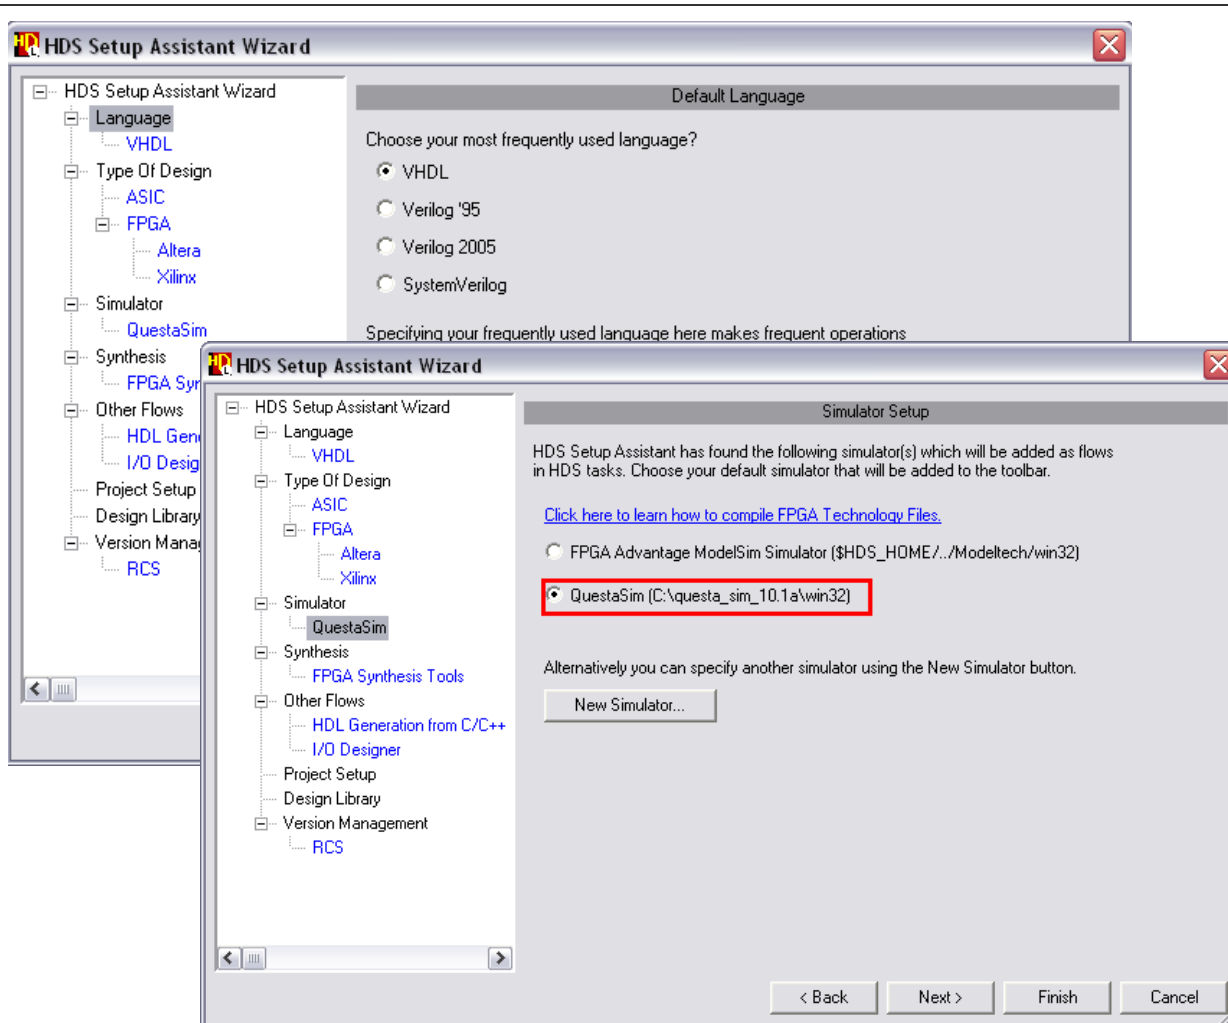 HDS Setup Assistant Wizard
HDS Setup Assistant Wizard
Language
VHDL
Type Of Design
ASIC
FPGA
Altera
Xilinx
Simulator
QuestaSim
Synthesis
FPGA
Other Flows
HDL
I/O
Project Setup
Design Library
Version
RCS
Default Language
Choose your most frequently used language?
VHDL
Verilog '95
Verilog 2005
SystemVerilog
Specifying your frequently used language here makes frequent operations
HDS Setup Assistant Wizard
HDS Setup Assistant Wizard
Language
VHDL
Type Of Design
ASIC
FPGA
Altera
Xilinx
Simulator
QuestaSim
Synthesis
FPGA Synthesis Tools
Other Flows
HDL Generation from C/C++
I/O Designer
Project Setup
Design Library
Version Management
RCS
Simulator Setup
HDS Setup Assistant has found the following simulator(s) which will be added as flows
in HDS tasks. Choose your default simulator that will be added to the toolbar.
Click here to learn how to compile FPGA Technology Files.
FPGA Advantage ModelSim Simulator ($HDS_HOME/../Modeltech/win32)
QuestaSim (C:\questa_sim_10.1a\win32)
Alternatively you can specify another simulator using the New Simulator button.
New Simulator...
< Back
Next >
Finish
Cancel